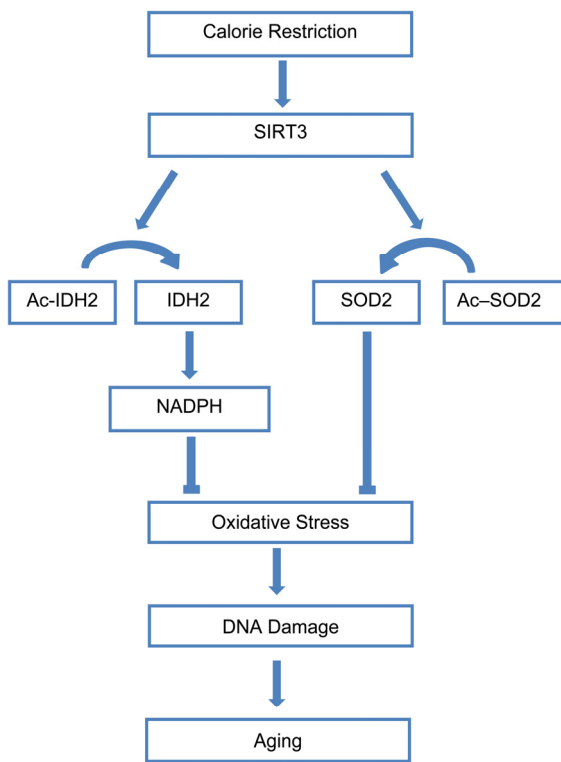 Calorie Restriction
SIRT3
Ac-IDH2
IDH2
SOD2
Ac–SOD2
NADPH
Oxidative Stress
DNA Damage
Aging